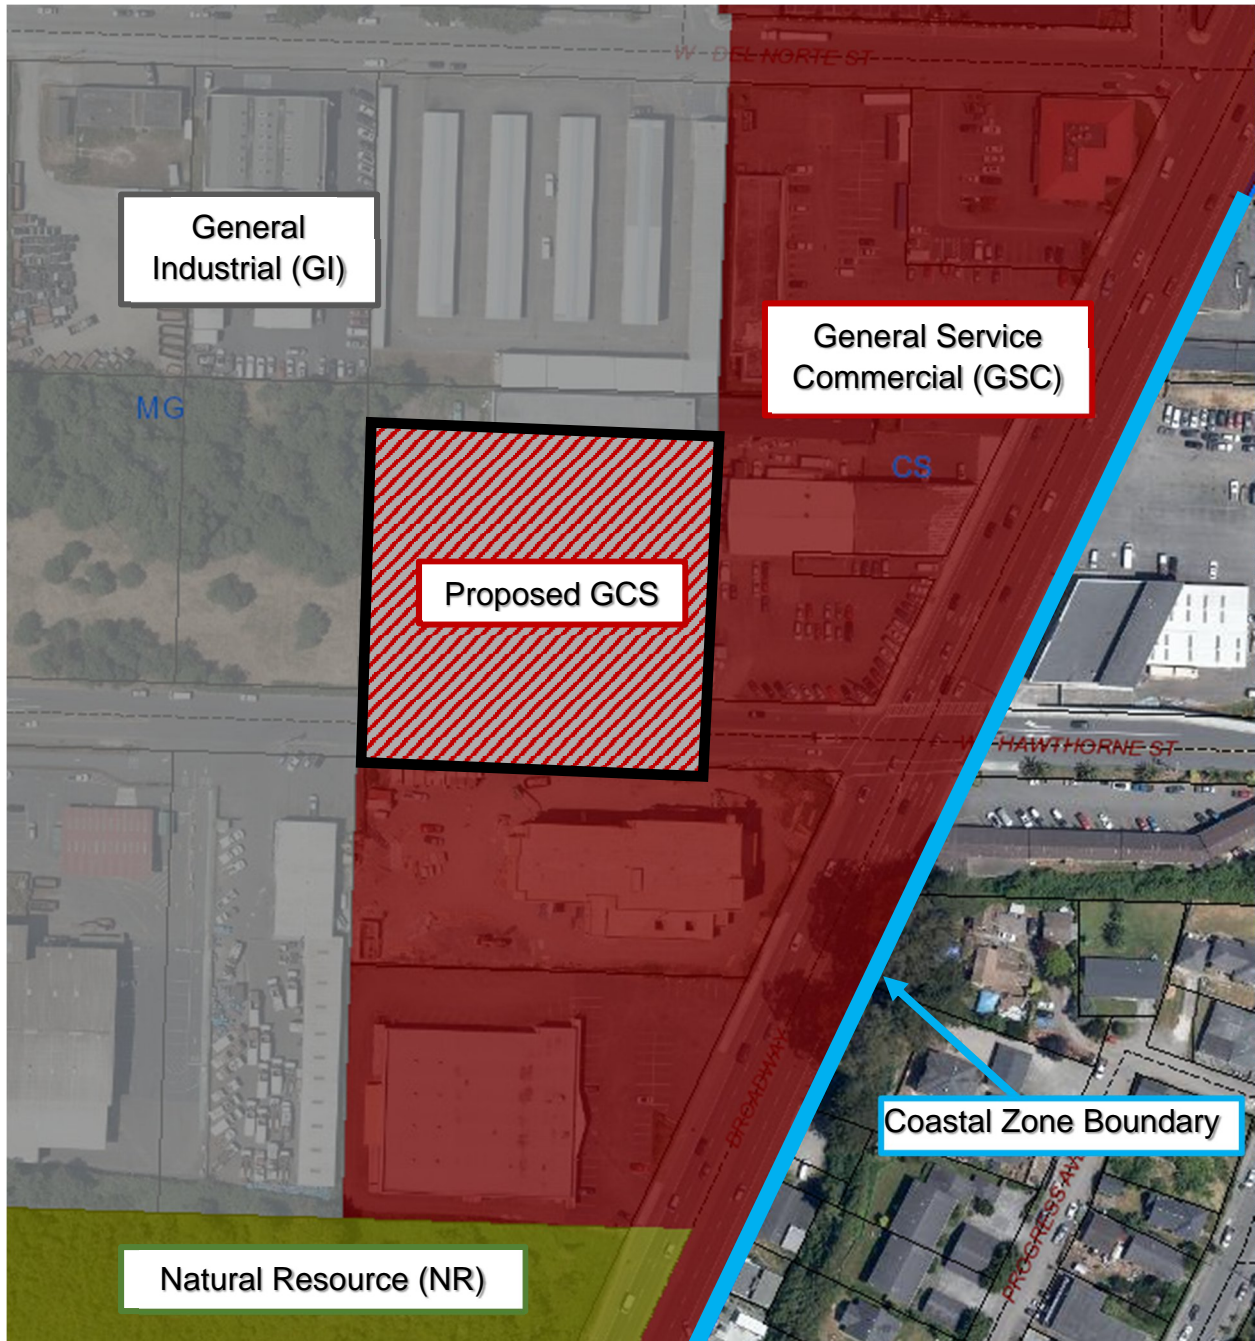 W DEL NORTE ST
General
Industrial (GI)
General Service
Commercial (GSC)
MG
CS
Proposed GCS
W HAWTHORNE ST
BROADWAY
Coastal Zone Boundary
PROGRESS AVE
Natural Resource (NR)